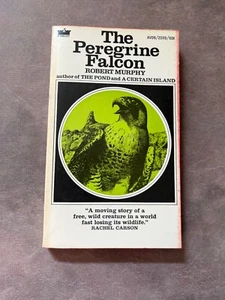 The
Peregrine
Falcon
ROBERT MURPHY
author of THE POND and A CERTAIN ISLAND
"A moving story of a
free, wild creature in a world
fast losing its wildlife."
RACHEL CARSON